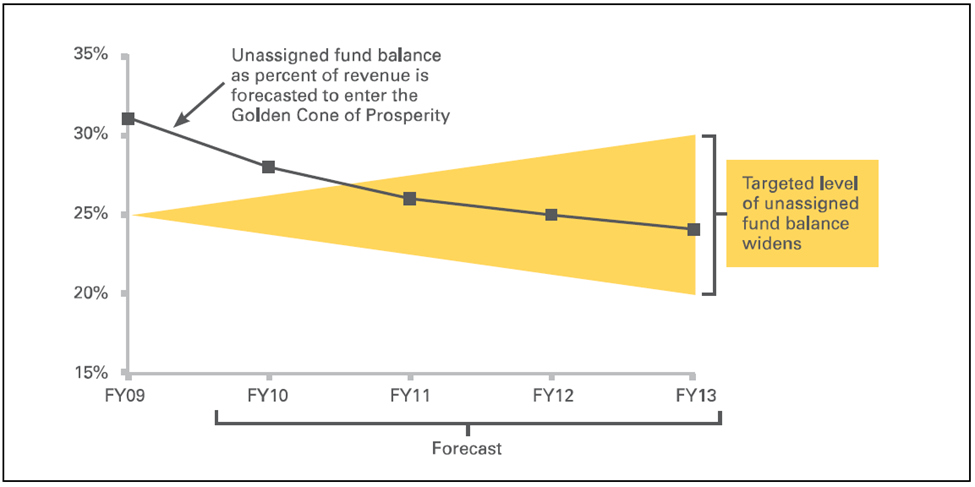 Unassigned fund balance
as percent of revenue is
forecasted to enter the
Golden Cone of Prosperity
35%
30%
25%
20%
15%
Targeted level
of unassigned
fund balance
widens
FY09
FY10
FY11
FY12
FY13
Forecast